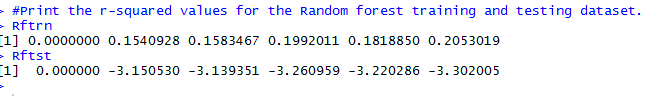 > #Print the r-squared values for the Random forest training and testing dataset.
> Rftrn
[1] 0.0000000 0.1540928 0.1583467 0.1992011 0.1818850 0.2053019
> Rftst
[1]  0.000000 -3.150530 -3.139351 -3.260959 -3.220286 -3.302005
>